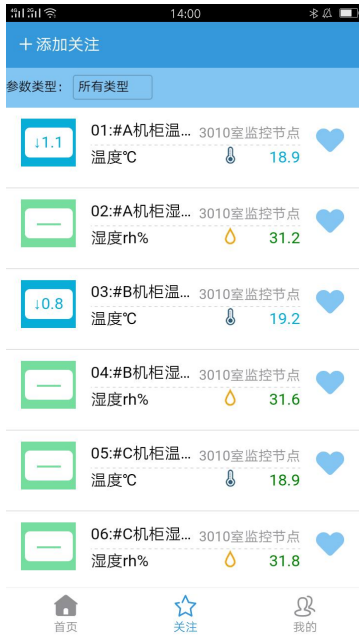 14:00
+添加关注
参数类型: 所有类型
↓1.1
01:#A机柜温... 3010室监控节点
温度℃ 18.9
02:#A机柜湿... 3010室监控节点
湿度rh% 31.2
↓0.8
03:#B机柜温... 3010室监控节点
温度℃ 19.2
04:#B机柜湿... 3010室监控节点
湿度rh% 31.6
05:#C机柜温... 3010室监控节点
温度℃ 18.9
06:#C机柜湿... 3010室监控节点
湿度rh% 31.8
首页 关注 我的